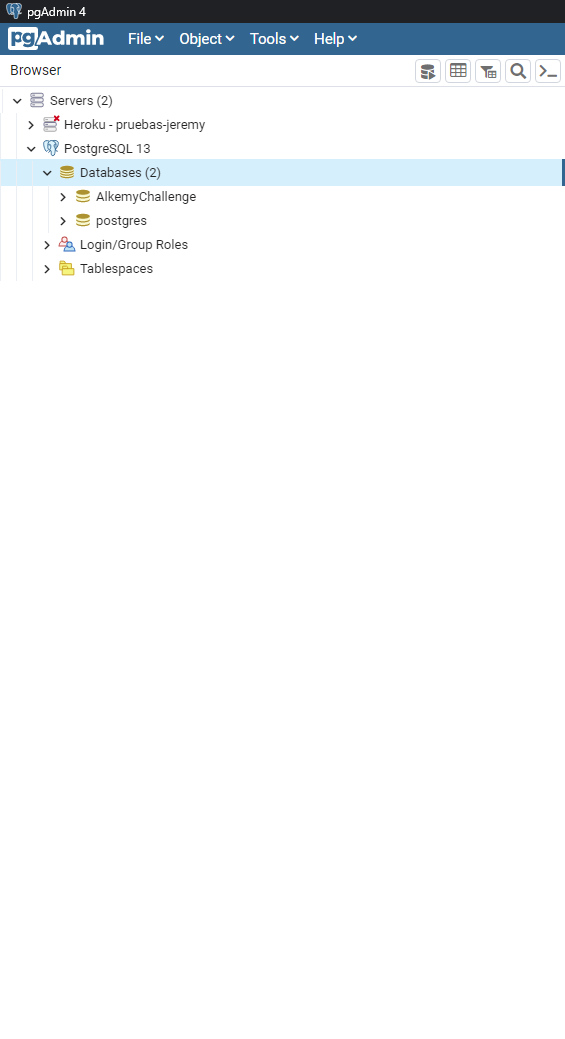 pgAdmin 4
pgAdmin File Object Tools Help
Browser
Servers (2)
Heroku - pruebas-jeremy
PostgreSQL 13
Databases (2)
AlkemyChallenge
postgres
Login/Group Roles
Tablespaces